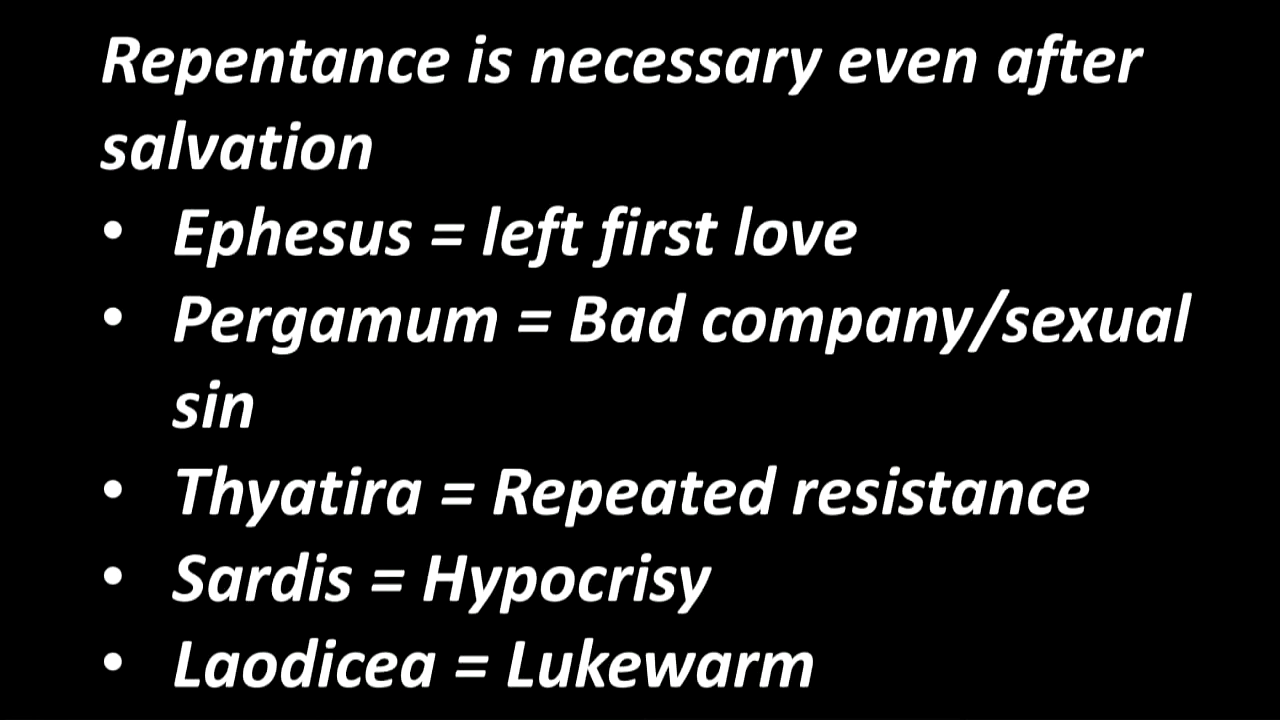 Repentance is necessary even after
salvation
• Ephesus = left first love
• Pergamum = Bad company/sexual
sin
• Thyatira = Repeated resistance
• Sardis = Hypocrisy
• Laodicea = Lukewarm